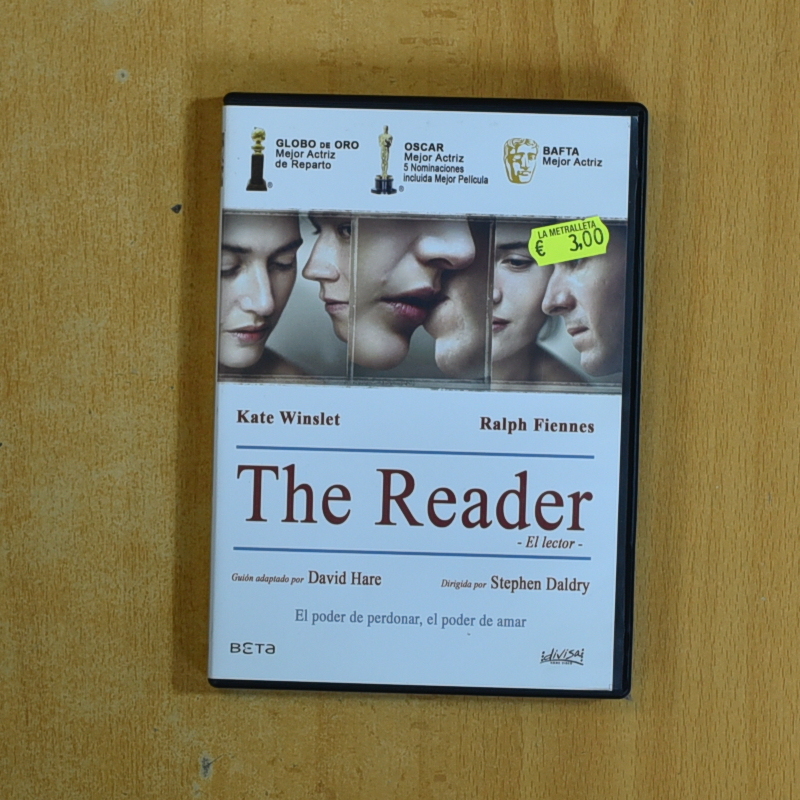 GLOBO DE ORO
Mejor Actriz
de Reparto
®
OSCAR
Mejor Actriz
5 Nominaciones
incluida Mejor Película
®
BAFTA
Mejor Actriz
LA METRALLETA
€ 3,00
Kate Winslet
Ralph Fiennes
The Reader
- El lector -
Guión adaptado por David Hare
Dirigida por Stephen Daldry
El poder de perdonar, el poder de amar
BETA
divisa
HOME VIDEO